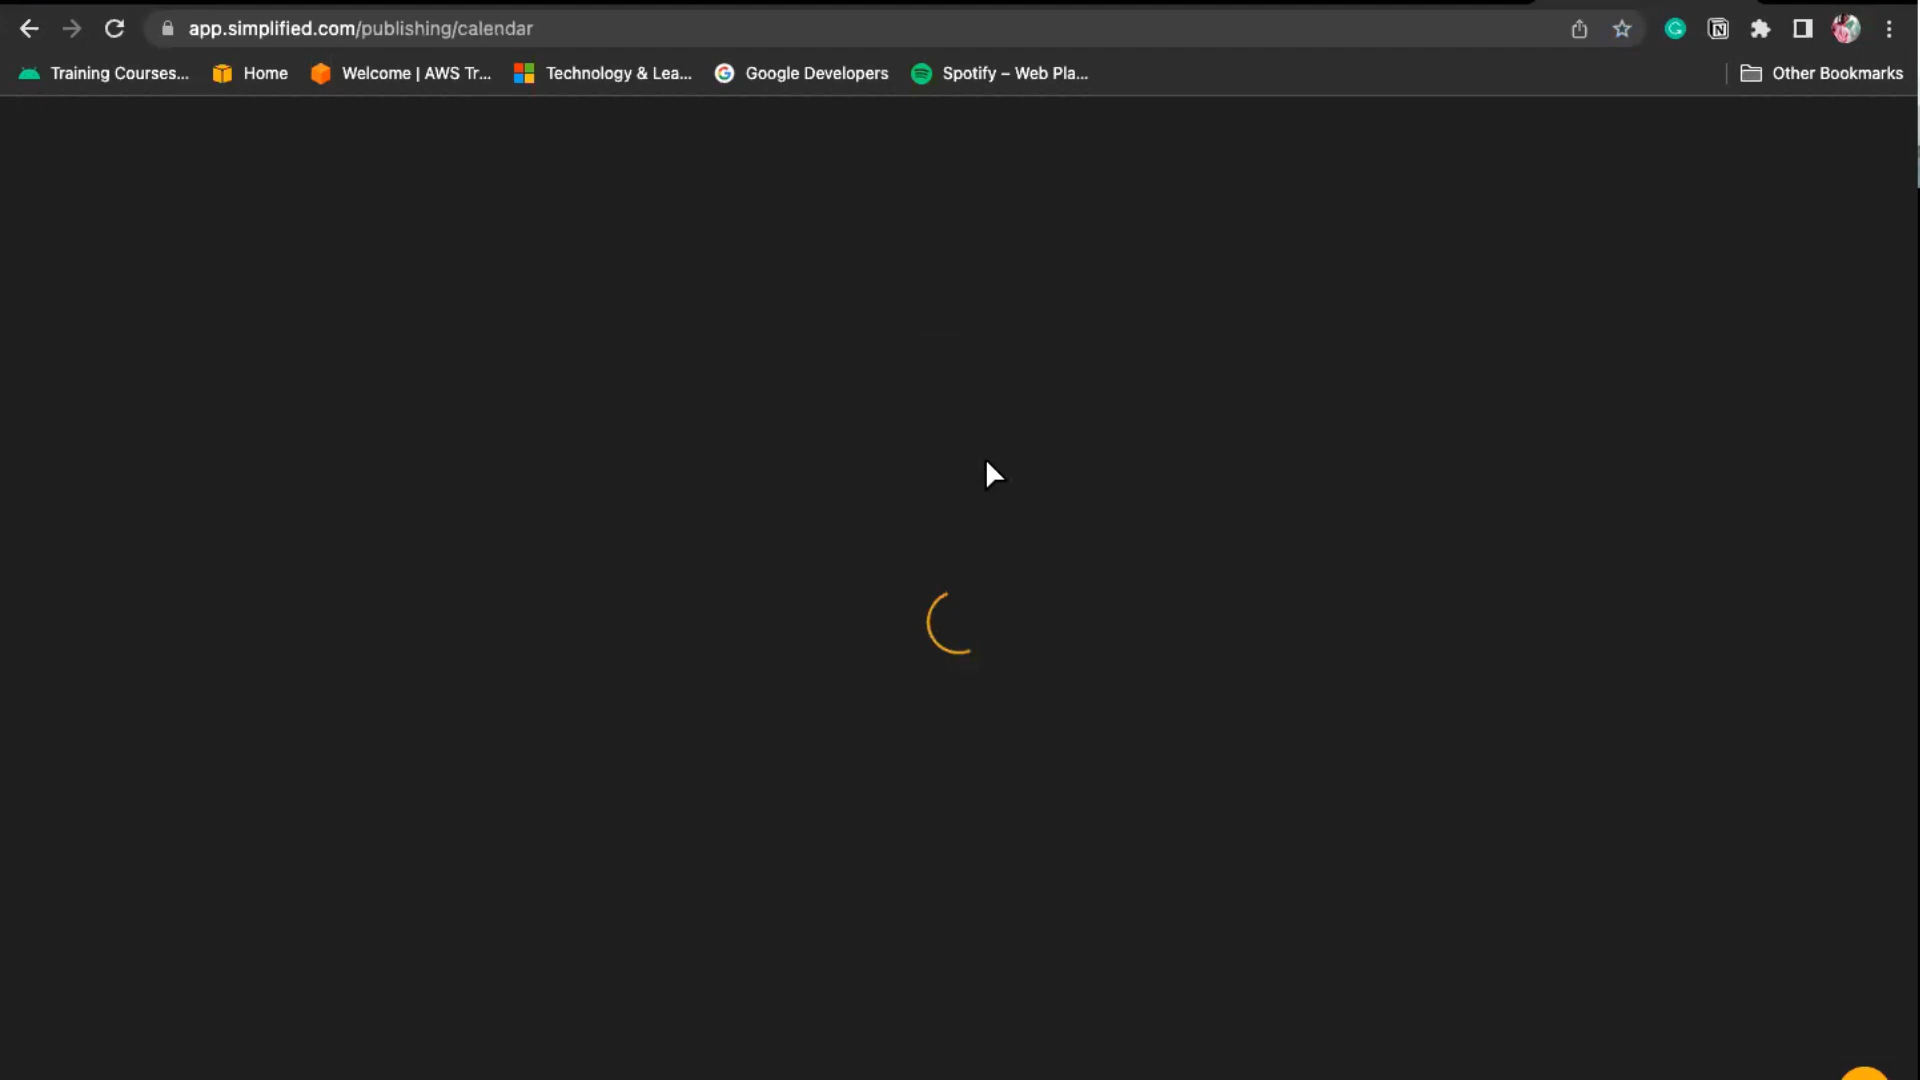 app.simplified.com/publishing/calendar
Training Courses... Home Welcome | AWS Tr... Technology & Lea... Google Developers Spotify – Web Pla... Other Bookmarks